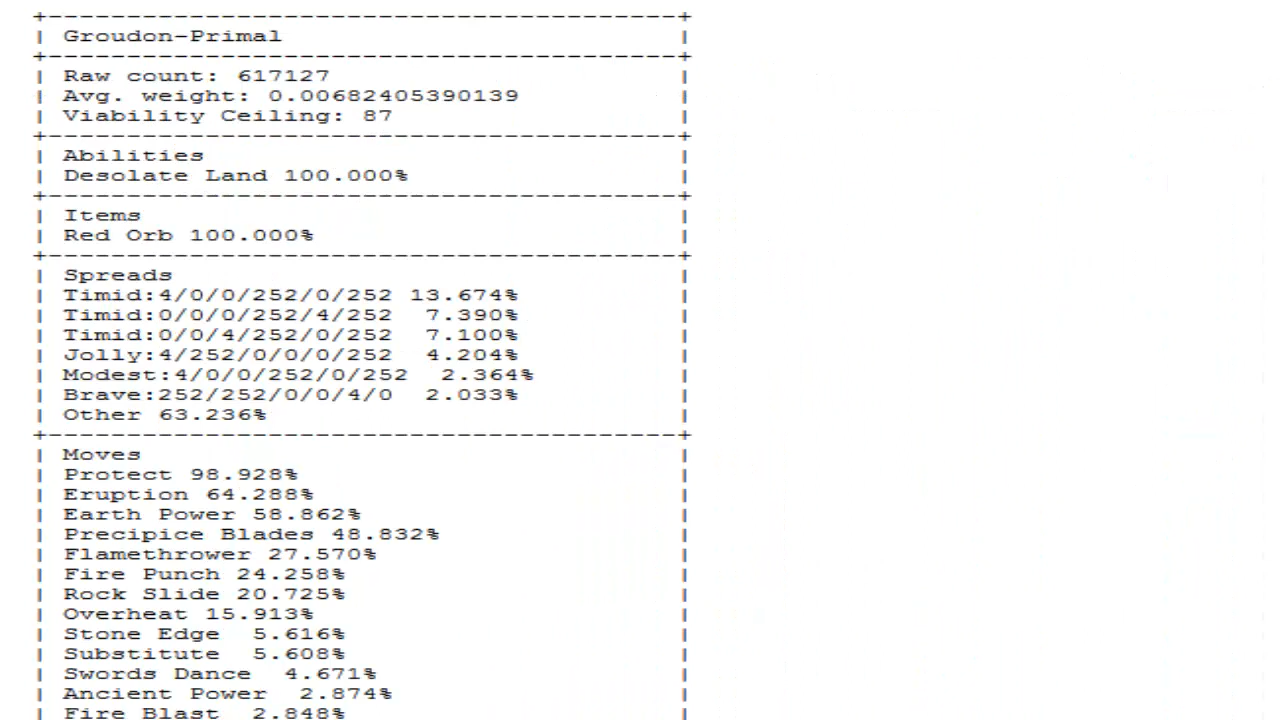 +-----------------------------------------+
| Groudon-Primal |
+-----------------------------------------+
| Raw count: 617127 |
| Avg. weight: 0.00682405390139 |
| Viability Ceiling: 87 |
+-----------------------------------------+
| Abilities |
| Desolate Land 100.000% |
+-----------------------------------------+
| Items |
| Red Orb 100.000% |
+-----------------------------------------+
| Spreads |
| Timid:4/0/0/252/0/252 13.674% |
| Timid:0/0/0/252/4/252  7.390% |
| Timid:0/0/4/252/0/252  7.100% |
| Jolly:4/252/0/0/0/252  4.204% |
| Modest:4/0/0/252/0/252  2.364% |
| Brave:252/252/0/0/4/0  2.033% |
| Other 63.236% |
+-----------------------------------------+
| Moves |
| Protect 98.928% |
| Eruption 64.288% |
| Earth Power 58.862% |
| Precipice Blades 48.832% |
| Flamethrower 27.570% |
| Fire Punch 24.258% |
| Rock Slide 20.725% |
| Overheat 15.913% |
| Stone Edge  5.616% |
| Substitute  5.608% |
| Swords Dance  4.671% |
| Ancient Power  2.874% |
| Fire Blast  2.848% |